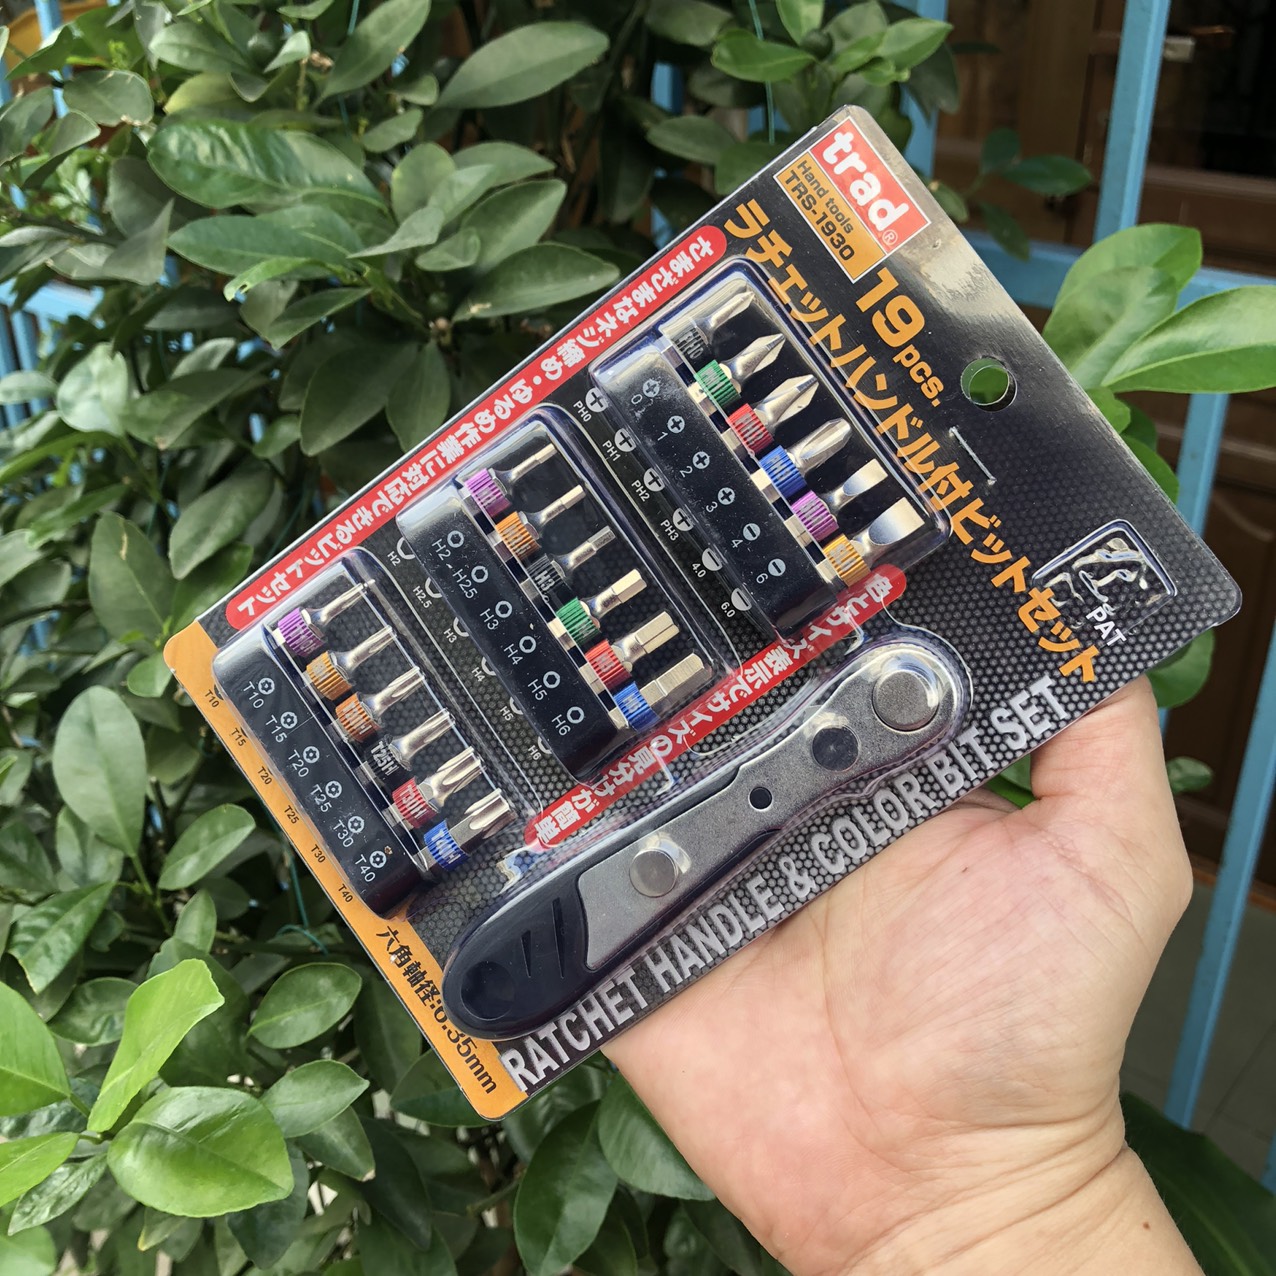 trad®
Hand tools
TRS-1930
19pcs.
ラチェットハンドル付ビットセット
さまざまなネジ締め・ゆるめ作業に対応できるビットセット
0
1
2
3
4
6
PH0
PH1
PH2
PH3
4.0
6.0
H2
H2.5
H3
H4
H5
H6
H2
H2.5
H3
H4
H5
H6
T10
T15
T20
T25
T30
T40
T10
T15
T20
T25
T30
T40
色とサイズ表示でサイズの見分けが簡単
PAT
RATCHET HANDLE & COLOR BIT SET
六角軸径:6.35mm